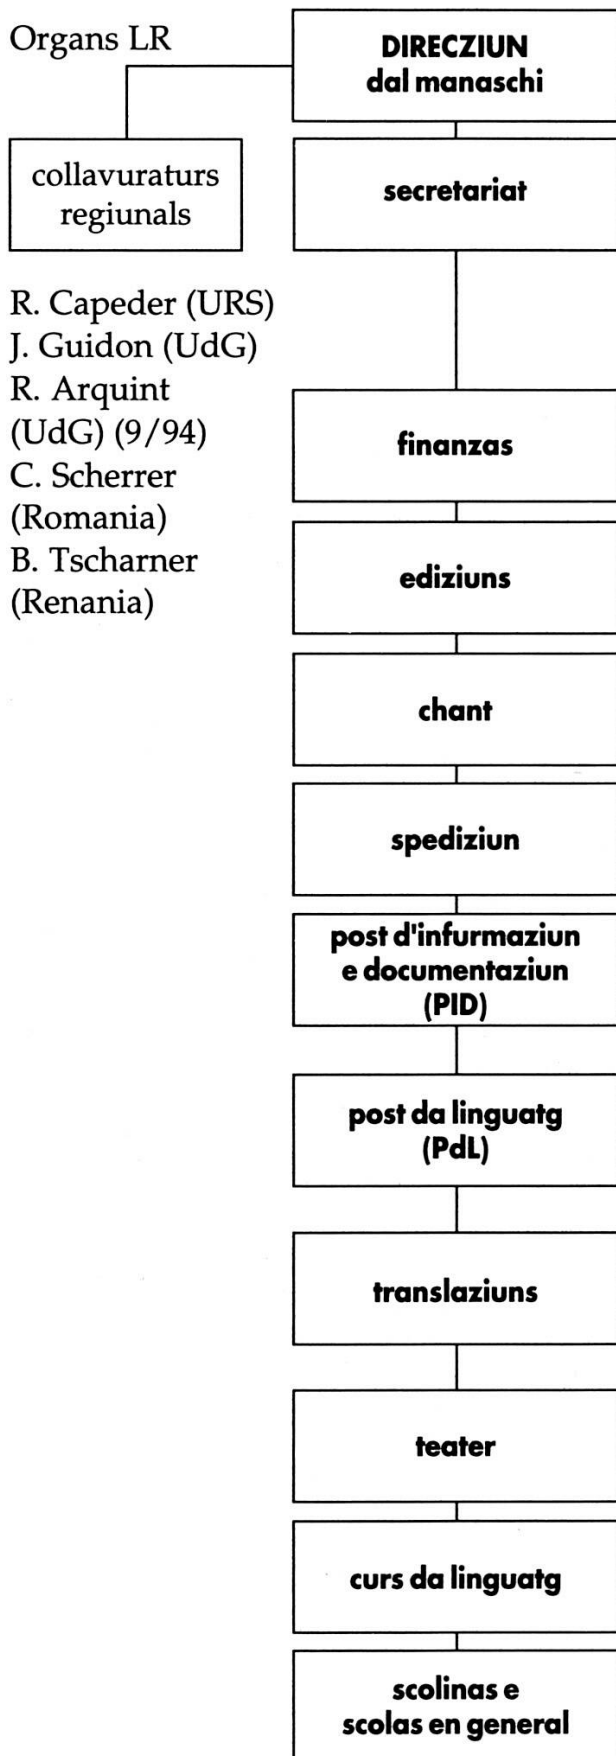 Organs LR
DIRECZIUN
dal manaschi
collavuraturs
regiunals
secretariat
R. Capeder (URS)
J. Guidon (UdG)
R. Arquint
(UdG) (9/94)
C. Scherrer
(Romania)
B. Tscharner
(Renania)
finanzas
ediziuns
chant
spediziun
post d'infurmaziun
e documentaziun
(PID)
post da linguatg
(PdL)
translaziuns
teater
curs da linguatg
scolinas e
scolas en general